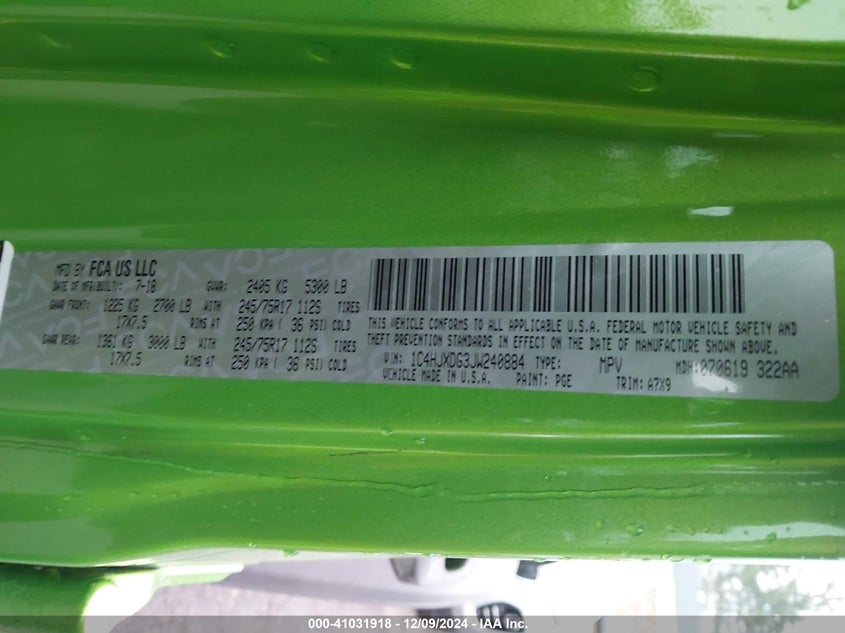 MFD BY FCA US LLC
DATE OF MFR(BUILT): 7-18 GVWR: 2405 KG 5300 LB
GAWR FRONT: 1225 KG 2700 LB WITH 245/75R17 112S TIRES
17X7.5 RIMS AT 250 KPA ( 36 PSI) COLD
GAWR REAR: 1361 KG 3000 LB WITH 245/75R17 112S TIRES
17X7.5 RIMS AT 250 KPA ( 36 PSI) COLD
THIS VEHICLE CONFORMS TO ALL APPLICABLE U.S.A. FEDERAL MOTOR VEHICLE SAFETY AND
THEFT PREVENTION STANDARDS IN EFFECT ON THE DATE OF MANUFACTURE SHOWN ABOVE.
VIN: 1C4HJXDG3JW240884 TYPE: MPV MDH:070619 322AA
VEHICLE MADE IN U.S.A. PAINT: PGE TRIM: A7X9
000-41031918 - 12/09/2024 - IAA Inc.